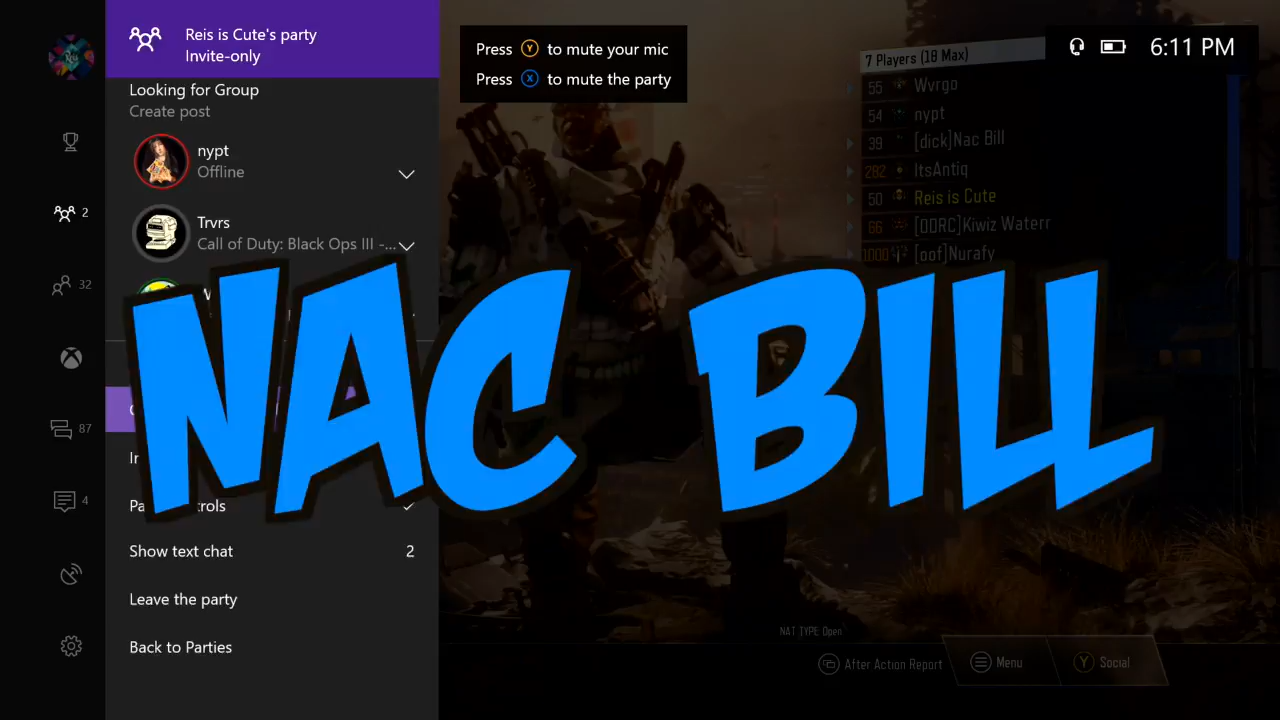 Reis is Cute's party
Invite-only
Looking for Group
Create post
nypt
Offline
Trvrs
Call of Duty: Black Ops III -...
2
32
87
4
Show text chat 2
Leave the party
Back to Parties
Press Y to mute your mic
Press X to mute the party
6:11 PM
7 Players (18 Max)
55 Wvrgo
54 nypt
39 [dick]Nac Bill
282 ItsAntiq
50 Reis is Cute
66 [DORC]Kiwiz Waterr
1000 [oof]Nurafy
NAC BILL
NAT TYPE Open
After Action Report
Menu
Y Social